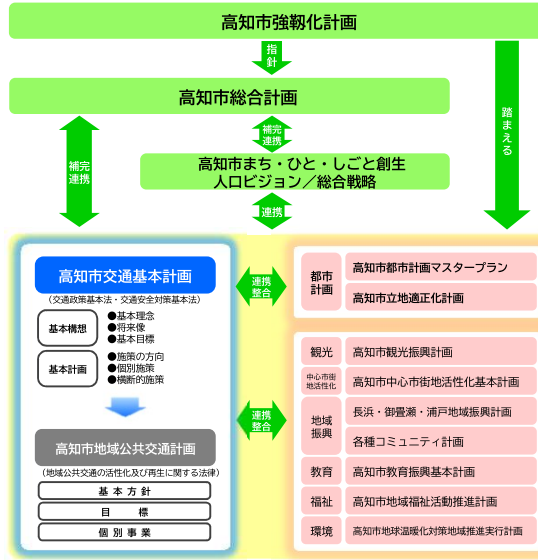 高知市強靱化計画
指針
高知市総合計画
踏まえる
補完
連携
補完
連携
高知市まち・ひと・しごと創生
人口ビジョン／総合戦略
連携
高知市交通基本計画
（交通政策基本法・交通安全対策基本法）
基本構想
●基本理念
●将来像
●基本目標
基本計画
●施策の方向
●個別施策
●横断的施策
高知市地域公共交通計画
（地域公共交通の活性化及び再生に関する法律）
基本方針
目標
個別事業
連携
整合
連携
整合
都市
計画
高知市都市計画マスタープラン
高知市立地適正化計画
観光
高知市観光振興計画
中心市街
地活性化
高知市中心市街地活性化基本計画
地域
振興
長浜・御畳瀬・浦戸地域振興計画
各種コミュニティ計画
教育
高知市教育振興基本計画
福祉
高知市地域福祉活動推進計画
環境
高知市地球温暖化対策地域推進実行計画